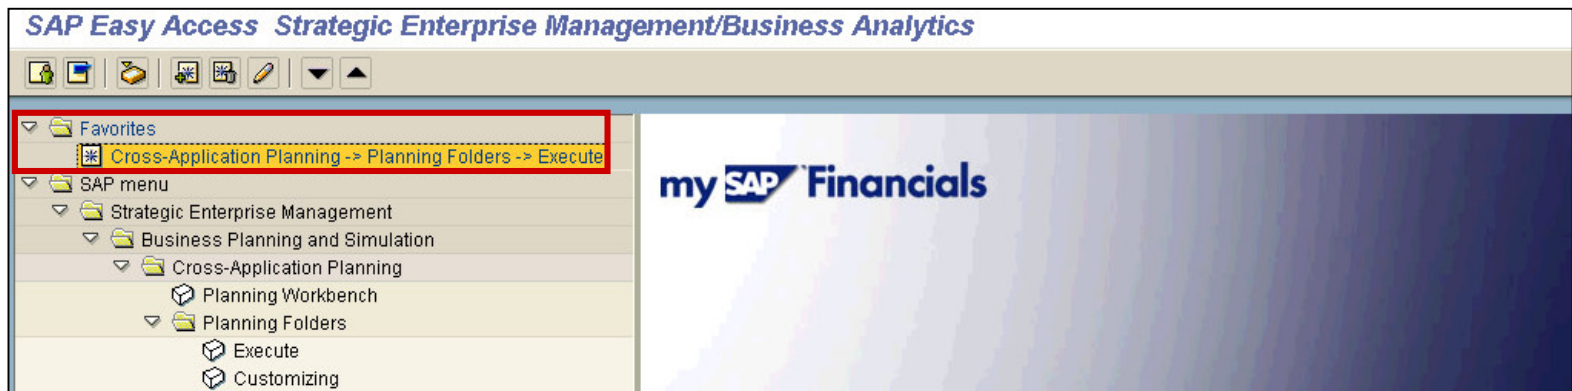 SAP Easy Access Strategic Enterprise Management/Business Analytics
Favorites
Cross-Application Planning -> Planning Folders -> Execute
SAP menu
Strategic Enterprise Management
Business Planning and Simulation
Cross-Application Planning
Planning Workbench
Planning Folders
Execute
Customizing
my SAP Financials